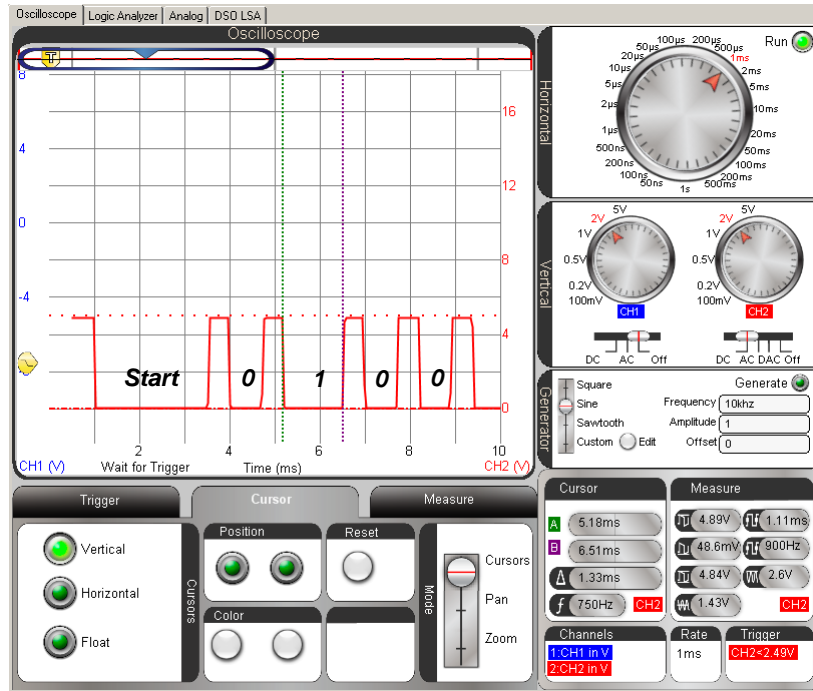 Oscilloscope Logic Analyzer Analog DSO LSA
Oscilloscope
T
8
4
0
-4
16
12
8
4
0
Start 0 1 0 0
2 4 6 8 10
CH1 (V) Wait for Trigger Time (ms) CH2 (V)
Horizontal
Run
50ns
100ns
200ns
500ns
1µs
2µs
5µs
10µs
20µs
50µs
100µs
200µs
500µs
1ms
2ms
5ms
10ms
20ms
50ms
100ms
200ms
500ms
1s
Vertical
100mV
0.2V
0.5V
1V
2V
5V
CH1
DC AC Off
100mV
0.2V
0.5V
1V
2V
5V
CH2
DC AC DAC Off
Generator
Square
Sine
Sawtooth
Custom Edit
Generate
Frequency 10khz
Amplitude 1
Offset 0
Trigger Cursor Measure
Vertical
Horizontal
Float
Cursors
Position
Reset
Color
Mode
Cursors
Pan
Zoom
Cursor
A 5.18ms
B 6.51ms
Δ 1.33ms
f 750Hz CH2
Measure
4.89V 1.11ms
48.6mV 900Hz
4.84V 2.6V
1.43V CH2
Channels
1:CH1 in V
2:CH2 in V
Rate
1ms
Trigger
CH2<2.49V